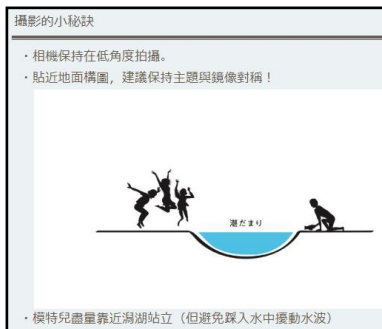 攝影的小秘訣
・相機保持在低角度拍攝。
・貼近地面構圖，建議保持主題與鏡像對稱！
潮だまり
・模特兒盡量靠近潟湖站立（但避免踩入水中擾動水波）